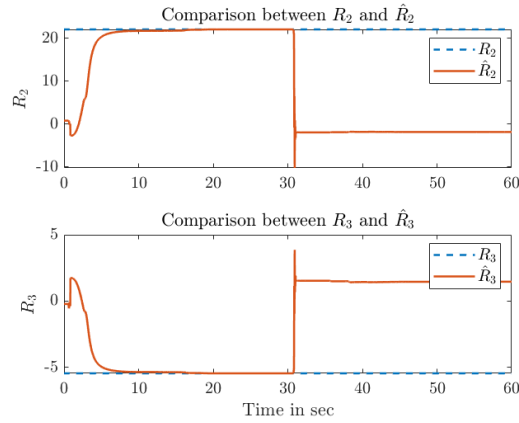 Comparison between R₂ and R̂₂
20
10
0
-10
R₂
R₂
R̂₂
0 10 20 30 40 50 60
Comparison between R₃ and R̂₃
5
0
-5
R₃
R₃
R̂₃
0 10 20 30 40 50 60
Time in sec